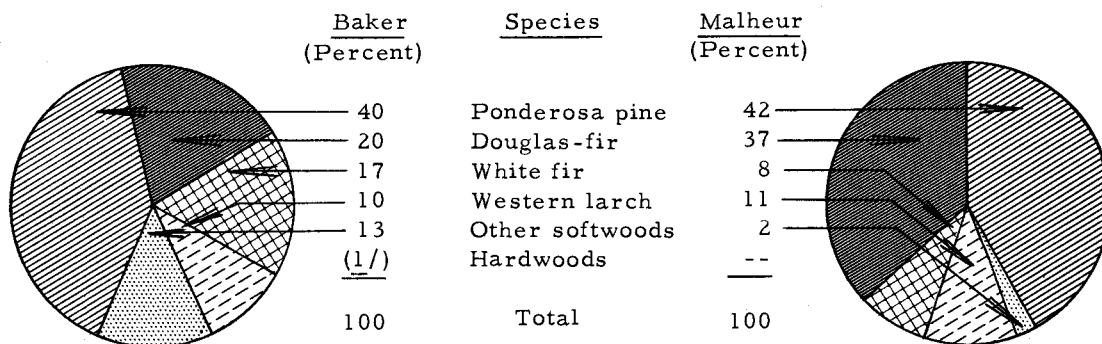 Baker Species Malheur
(Percent) (Percent)
40 Ponderosa pine 42
20 Douglas-fir 37
17 White fir 8
10 Western larch 11
13 Other softwoods 2
(1/) Hardwoods --
100 Total 100